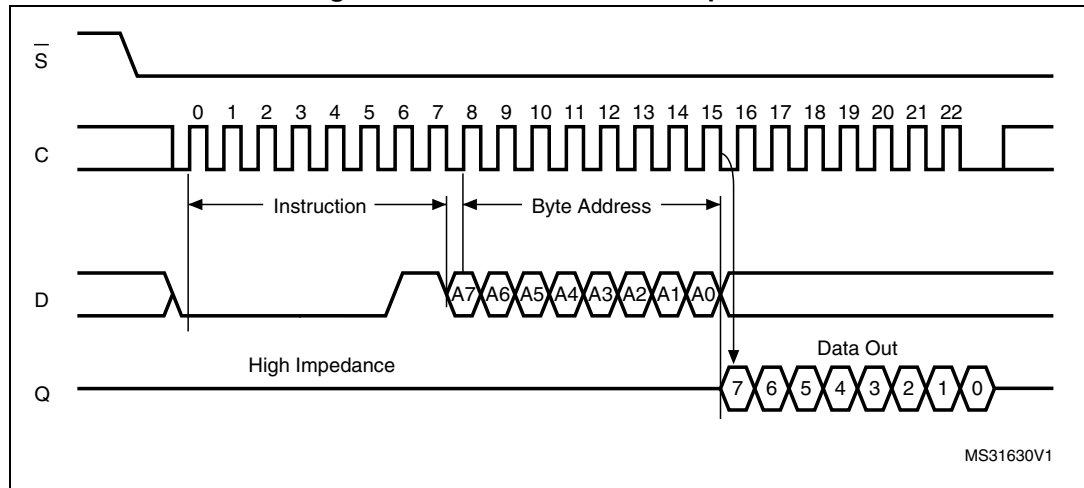 S
0 1 2 3 4 5 6 7 8 9 10 11 12 13 14 15 16 17 18 19 20 21 22
C
Instruction Byte Address
D A7 A6 A5 A4 A3 A2 A1 A0
High Impedance Data Out
Q 7 6 5 4 3 2 1 0
MS31630V1